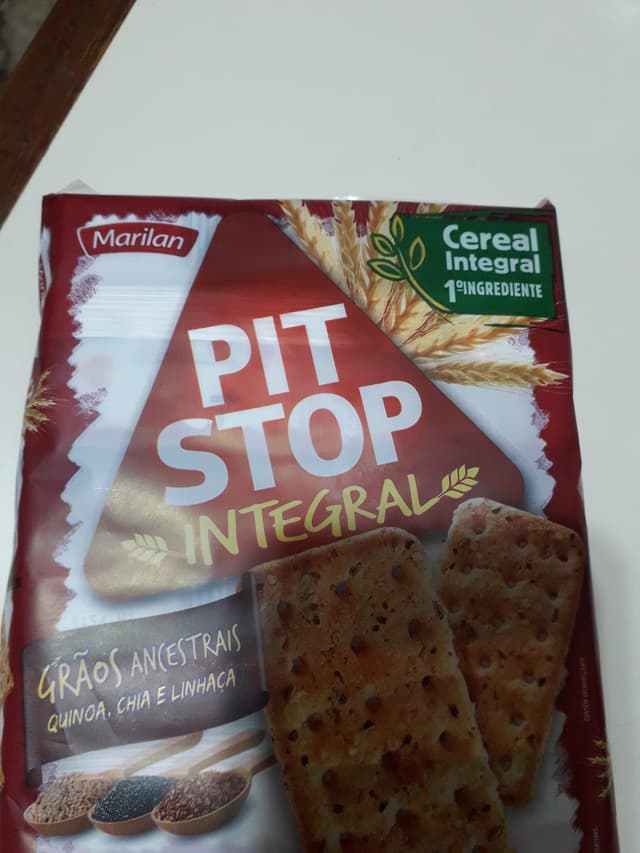 Marilan
Cereal
Integral
1º INGREDIENTE
PIT
STOP
INTEGRAL
GRÃOS ANCESTRAIS
QUINOA, CHIA E LINHAÇA